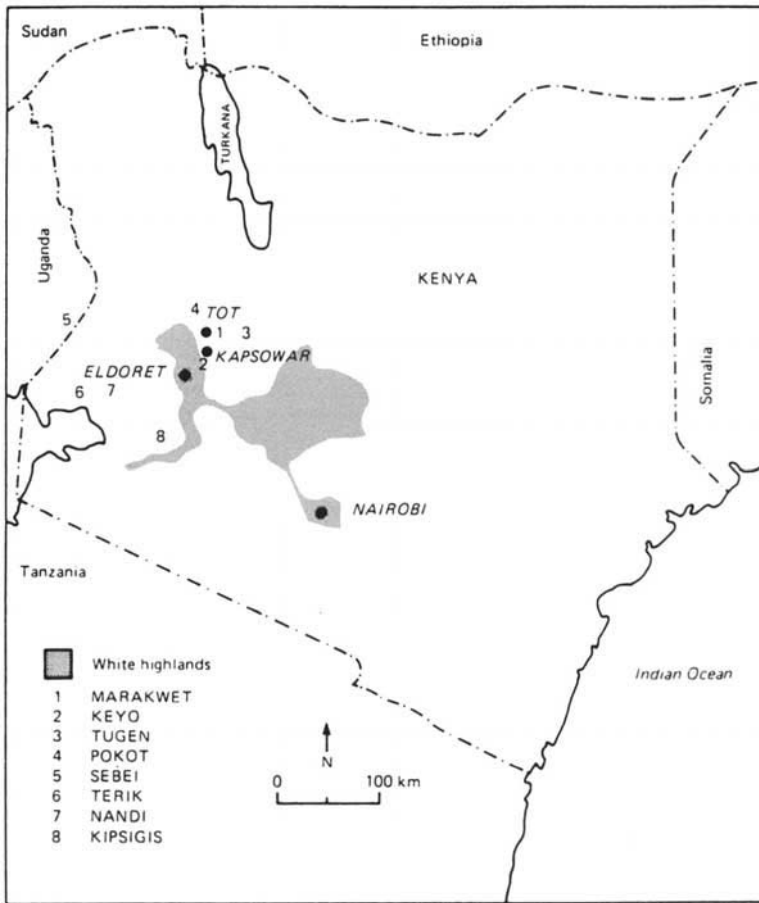 Sudan
Ethiopia
TURKANA
Uganda
KENYA
4 TOT
5
1 3
KAPSOWAR
2
ELDORET
6 7
Somalia
8
NAIROBI
Tanzania
White highlands
Indian Ocean
1 MARAKWET
2 KEYO
3 TUGEN
4 POKOT
5 SEBEI
6 TERIK
7 NANDI
8 KIPSIGIS
N
0 100 km